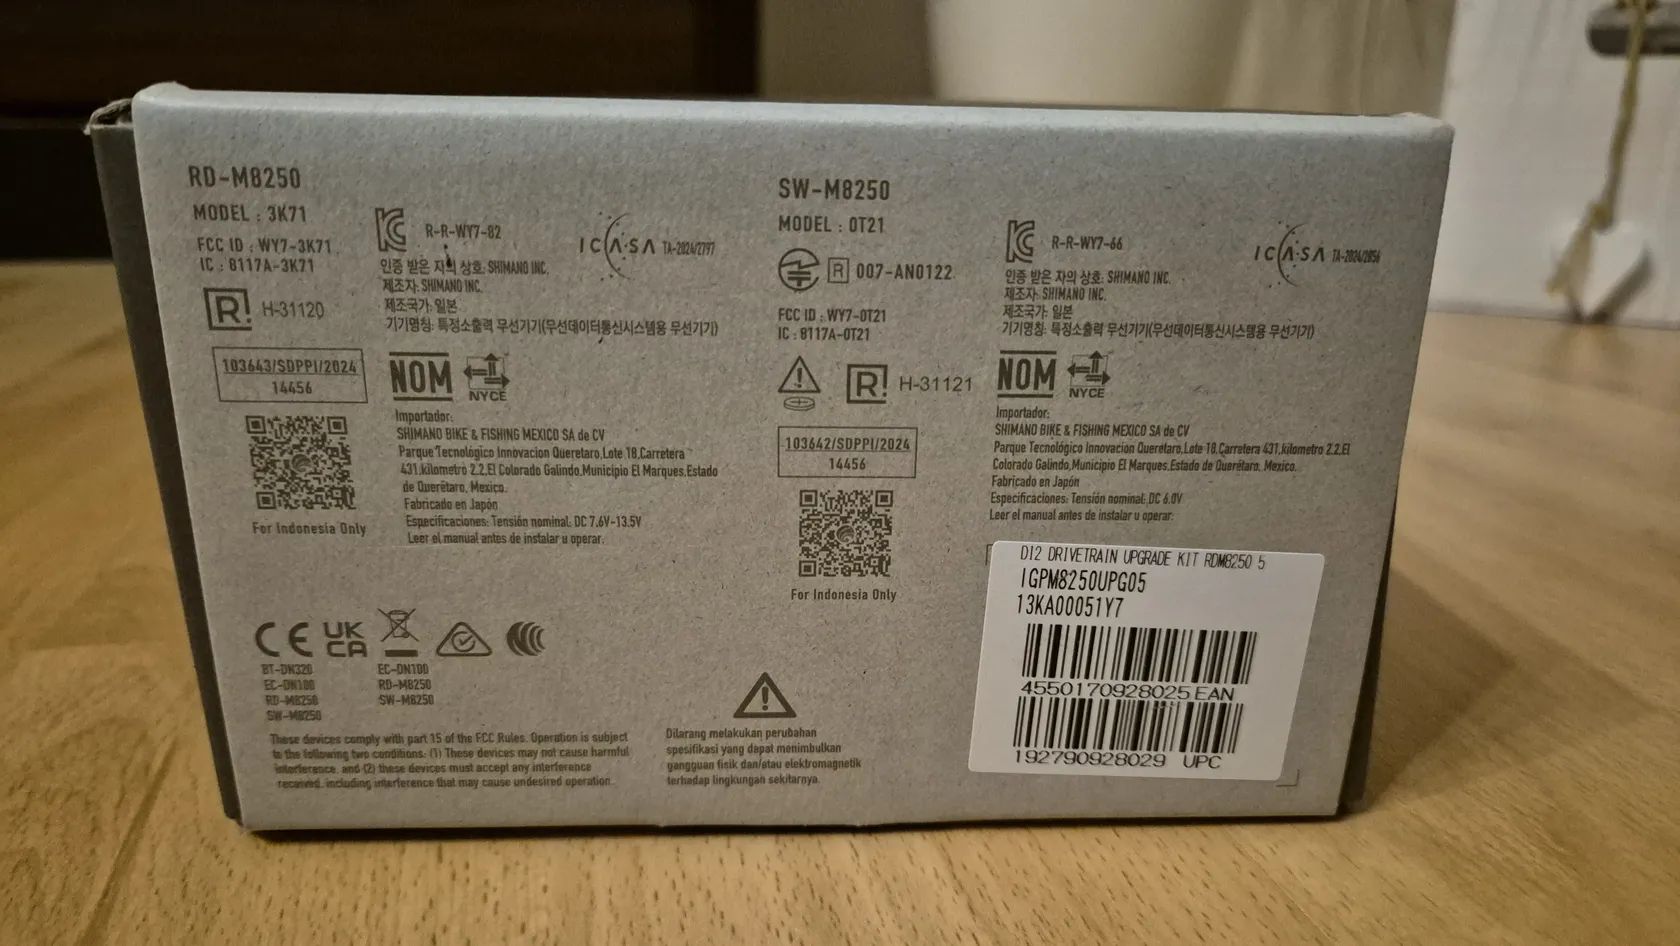 RD-M8250
MODEL : 3K71
FCC ID : WY7-3K71
IC : 8117A-3K71
R H-31120
103643/SDPPI/2024
14456
For Indonesia Only
R-R-WY7-82
인증 받은 자의 상호: SHIMANO INC.
제조자: SHIMANO INC.
제조국가: 일본
기기명칭: 특정소출력 무선기기(무선데이터통신시스템용 무선기기)
ICASA TA-2024/2797
NOM NYCE
Importador:
SHIMANO BIKE & FISHING MEXICO SA de CV
Parque Tecnológico Innovacion Queretaro,Lote 18,Carretera
431,kilometro 2.2,El Colorado Galindo,Municipio El Marques,Estado
de Querétaro, Mexico.
Fabricado en Japón
Especificaciones: Tensión nominal: DC 7.6V-13.5V
Leer el manual antes de instalar u operar.
SW-M8250
MODEL : 0T21
R 007-AN0122
FCC ID : WY7-0T21
IC : 8117A-0T21
R H-31121
103642/SDPPI/2024
14456
For Indonesia Only
R-R-WY7-66
인증 받은 자의 상호: SHIMANO INC.
제조자: SHIMANO INC.
제조국가: 일본
기기명칭: 특정소출력 무선기기(무선데이터통신시스템용 무선기기)
ICASA TA-2024/2856
NOM NYCE
Importador:
SHIMANO BIKE & FISHING MEXICO SA de CV
Parque Tecnológico Innovacion Querétaro,Lote 18,Carretera 431,kilometro 2.2,El
Colorado Galindo,Municipio El Marques,Estado de Querétaro, Mexico.
Fabricado en Japón
Especificaciones: Tensión nominal: DC 6.0V
Leer el manual antes de instalar u operar.
CE UK CA
BT-DN320
EC-DN100
RD-M8250
SW-M8250
EC-DN100
RD-M8250
SW-M8250
These devices comply with part 15 of the FCC Rules. Operation is subject
to the following two conditions: (1) These devices may not cause harmful
interference, and (2) these devices must accept any interference
received, including interference that may cause undesired operation.
Dilarang melakukan perubahan
spesifikasi yang dapat menimbulkan
gangguan fisik dan/atau elektromagnetik
terhadap lingkungan sekitarnya.
DI2 DRIVETRAIN UPGRADE KIT RDM8250 5
IGPM8250UPG05
13KA00051Y7
4550170928025 EAN
192790928029 UPC